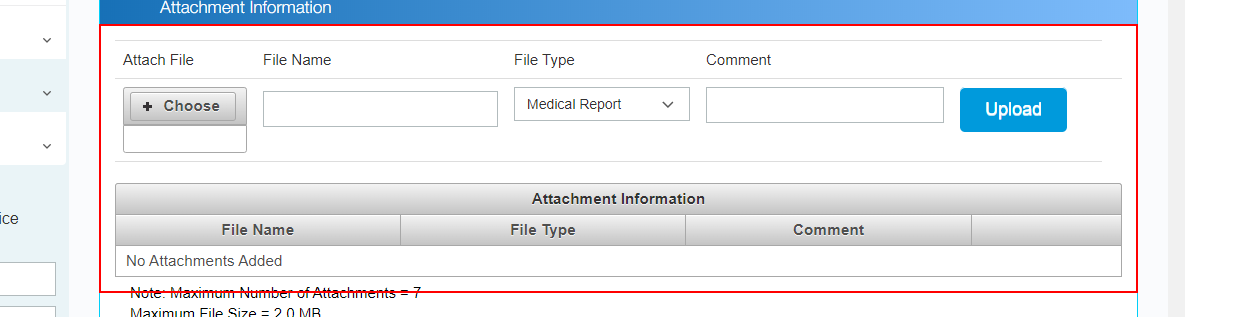 Attachment Information
Attach File File Name File Type Comment
+ Choose Medical Report Upload
Attachment Information
File Name File Type Comment
No Attachments Added
ice
Note: Maximum Number of Attachments = 7
Maximum File Size = 2.0 MB